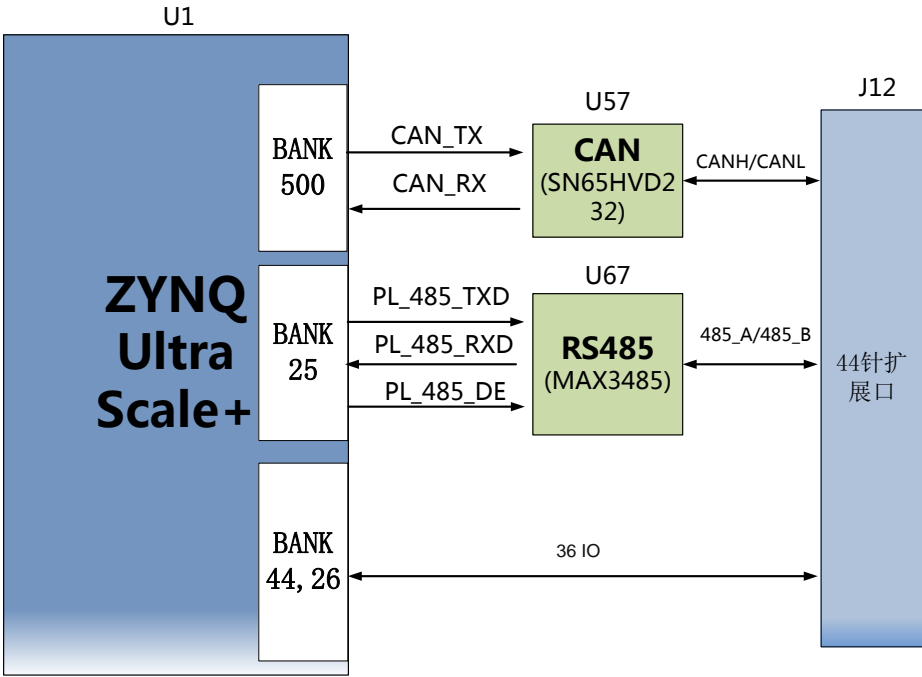 U1
ZYNQ
Ultra
Scale+
BANK
500
CAN_TX
CAN_RX
U57
CAN
(SN65HVD2
32)
CANH/CANL
J12
BANK
25
PL_485_TXD
PL_485_RXD
PL_485_DE
U67
RS485
(MAX3485)
485_A/485_B
44针扩
展口
BANK
44,26
36 IO